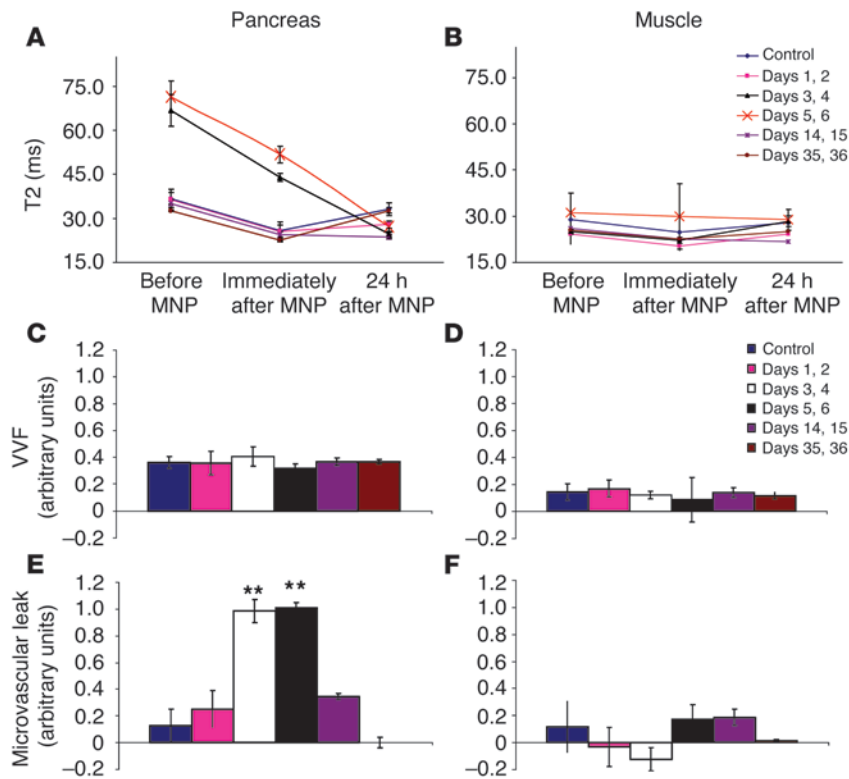 Pancreas
Muscle
A
B
75.0
60.0
45.0
30.0
15.0
T2 (ms)
Before MNP
Immediately after MNP
24 h after MNP
75.0
60.0
45.0
30.0
15.0
Before MNP
Immediately after MNP
24 h after MNP
Control
Days 1, 2
Days 3, 4
Days 5, 6
Days 14, 15
Days 35, 36
C
D
1.2
1.0
0.8
0.6
0.4
0.2
0
–0.2
VVF
(arbitrary units)
1.2
1.0
0.8
0.6
0.4
0.2
0
–0.2
Control
Days 1, 2
Days 3, 4
Days 5, 6
Days 14, 15
Days 35, 36
E
F
1.2
1.0
0.8
0.6
0.4
0.2
0
–0.2
Microvascular leak
(arbitrary units)
**
**
1.2
1.0
0.8
0.6
0.4
0.2
0
–0.2